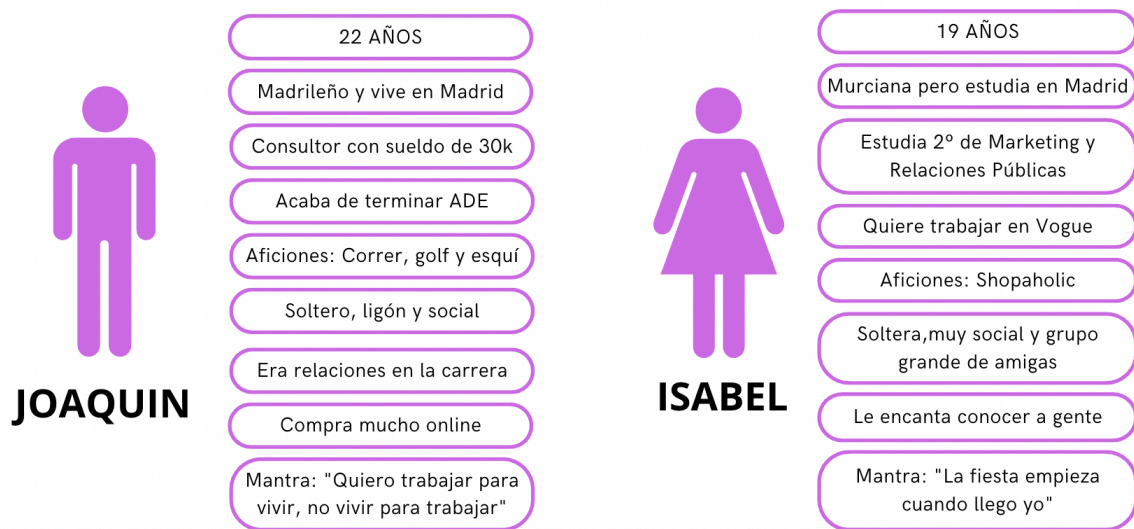 22 AÑOS
Madrileño y vive en Madrid
Consultor con sueldo de 30k
Acaba de terminar ADE
Aficiones: Correr, golf y esquí
Soltero, ligón y social
Era relaciones en la carrera
Compra mucho online
Mantra: "Quiero trabajar para
vivir, no vivir para trabajar"
JOAQUIN
19 AÑOS
Murciana pero estudia en Madrid
Estudia 2º de Marketing y
Relaciones Públicas
Quiere trabajar en Vogue
Aficiones: Shopaholic
Soltera,muy social y grupo
grande de amigas
Le encanta conocer a gente
Mantra: "La fiesta empieza
cuando llego yo"
ISABEL